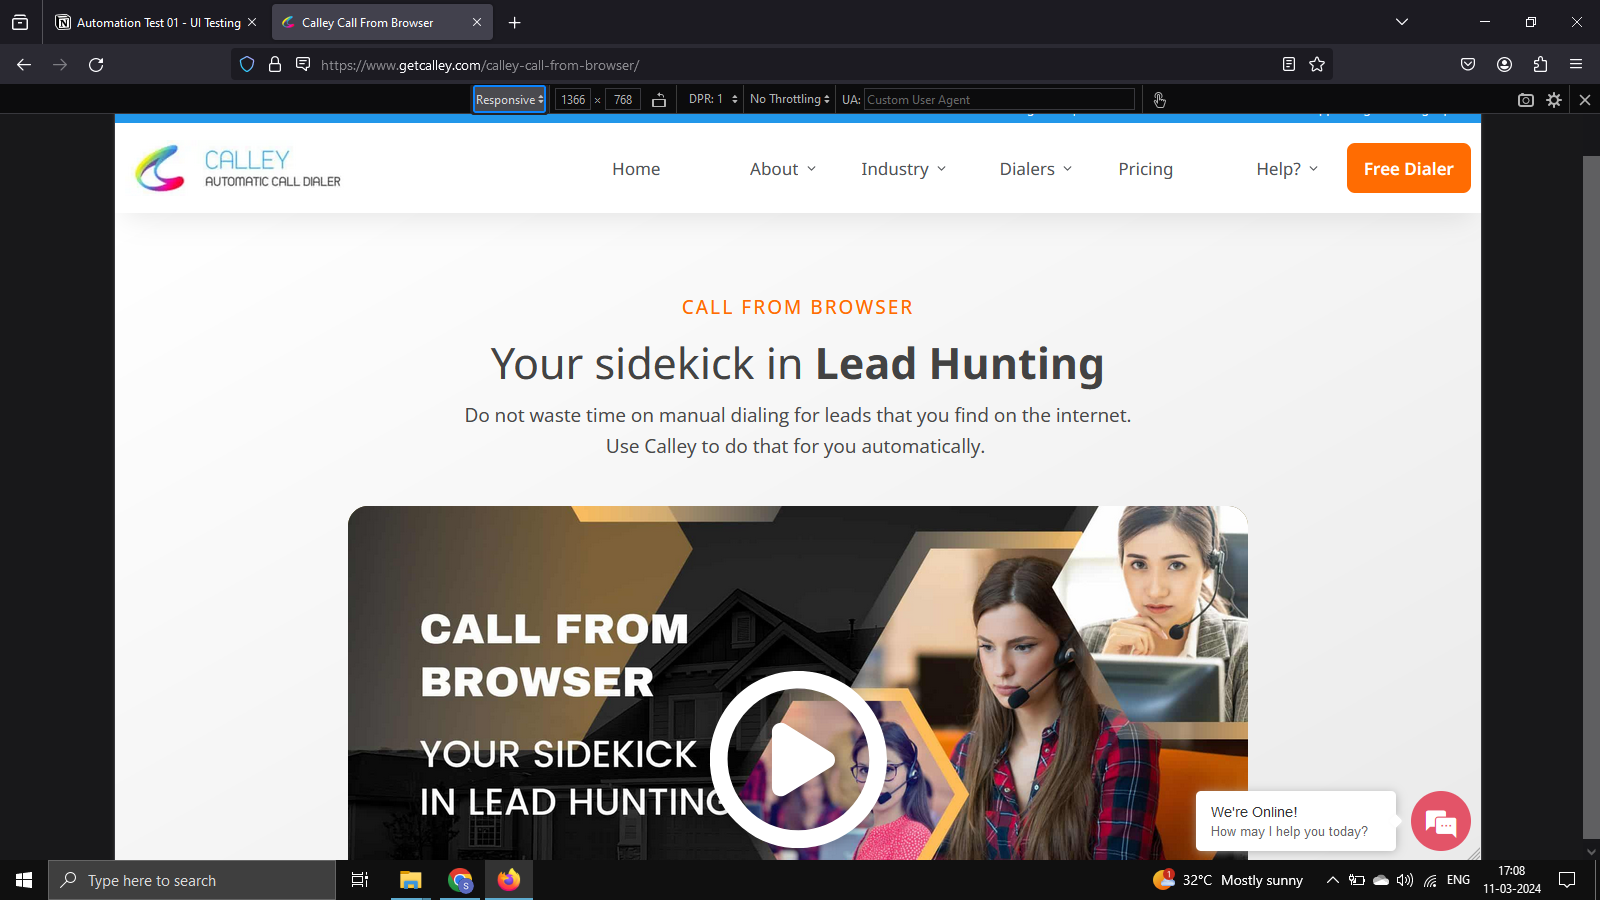 Automation Test 01 - UI Testing
Calley Call From Browser
https://www.getcalley.com/calley-call-from-browser/
Responsive
1366 × 768
DPR: 1
No Throttling
UA: Custom User Agent
CALLEY
AUTOMATIC CALL DIALER
Home
About
Industry
Dialers
Pricing
Help?
Free Dialer
CALL FROM BROWSER
Your sidekick in Lead Hunting
Do not waste time on manual dialing for leads that you find on the internet.
Use Calley to do that for you automatically.
CALL FROM
BROWSER
YOUR SIDEKICK
IN LEAD HUNTING
We're Online!
How may I help you today?
Type here to search
S
1
32°C Mostly sunny
ENG
17:08
11-03-2024